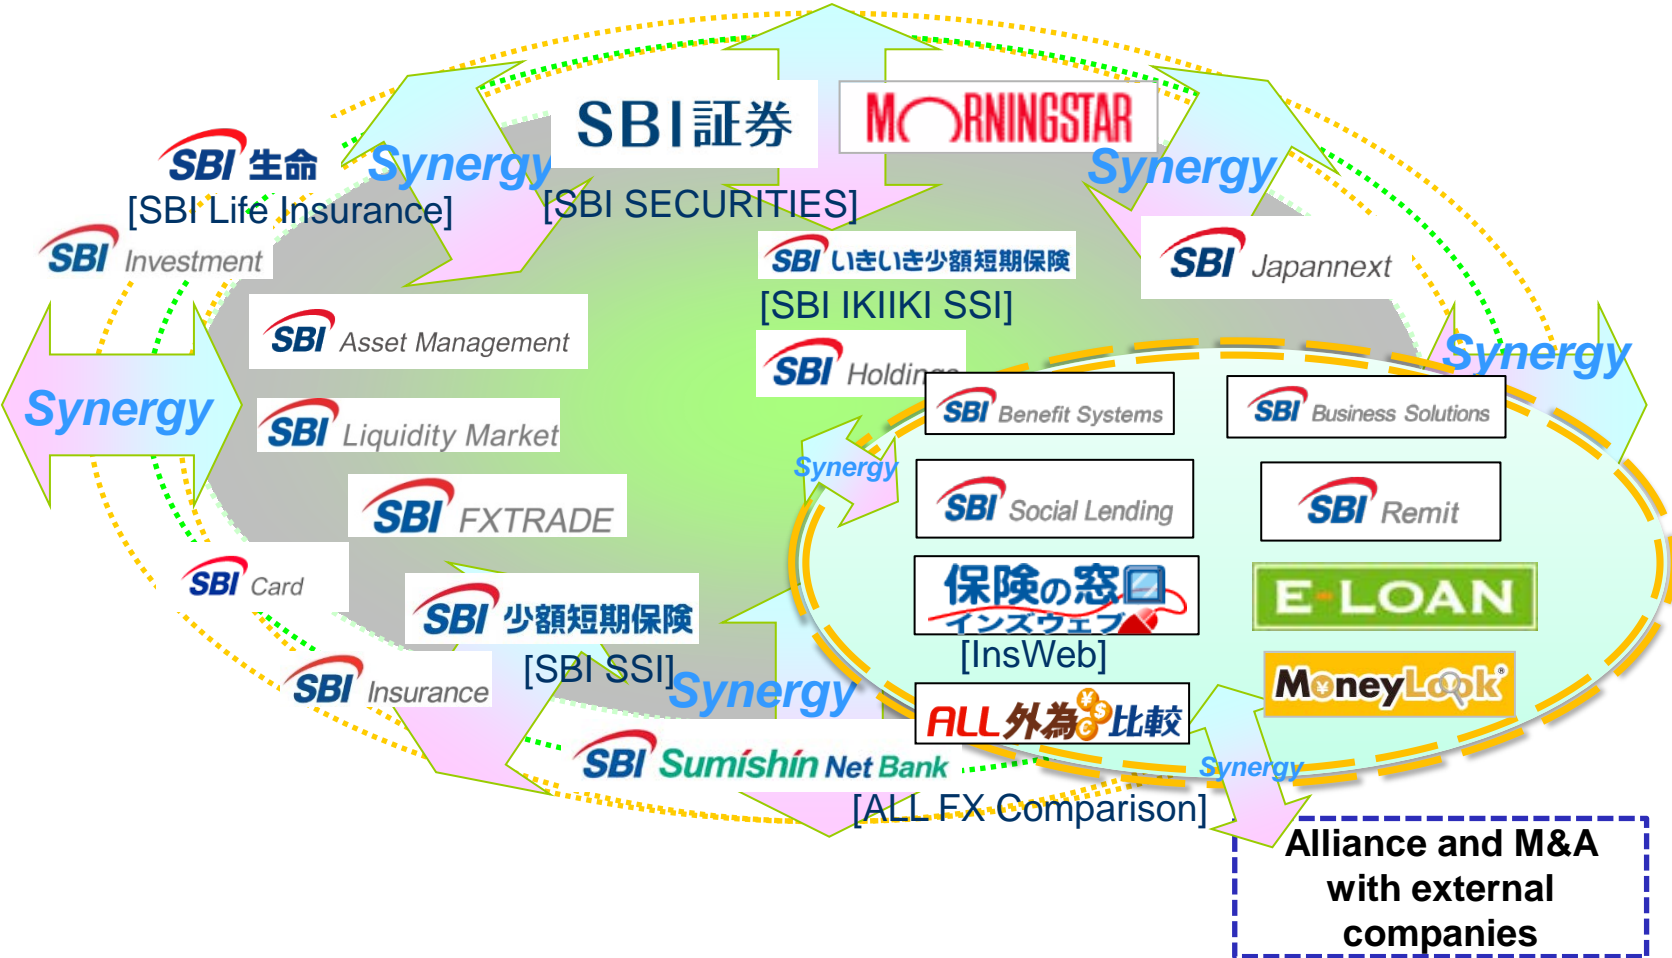 SBI証券
MORNINGSTAR
SBI 生命
Synergy
Synergy
[SBI Life Insurance]
[SBI SECURITIES]
SBI Investment
SBI いきいき少額短期保険
SBI Japannext
[SBI IKIIKI SSI]
SBI Asset Management
SBI Holdings
Synergy
Synergy
SBI Liquidity Market
SBI Benefit Systems
SBI Business Solutions
Synergy
SBI FXTRADE
SBI Social Lending
SBI Remit
SBI Card
SBI 少額短期保険
保険の窓
インズウェブ
E-LOAN
[SBI SSI]
[InsWeb]
SBI Insurance
Synergy
MoneyLook®
ALL外為比較
SBI Sumishin Net Bank
Synergy
[ALL FX Comparison]
Alliance and M&A
with external
companies